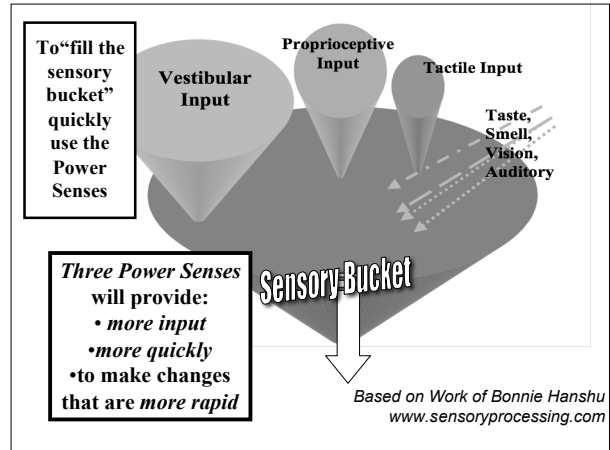 To“fill the
sensory
bucket”
quickly
use the
Power
Senses
Vestibular
Input
Proprioceptive
Input
Tactile Input
Taste,
Smell,
Vision,
Auditory
Three Power Senses
will provide:
• more input
•more quickly
•to make changes
that are more rapid
Sensory Bucket
Based on Work of Bonnie Hanshu
www.sensoryprocessing.com